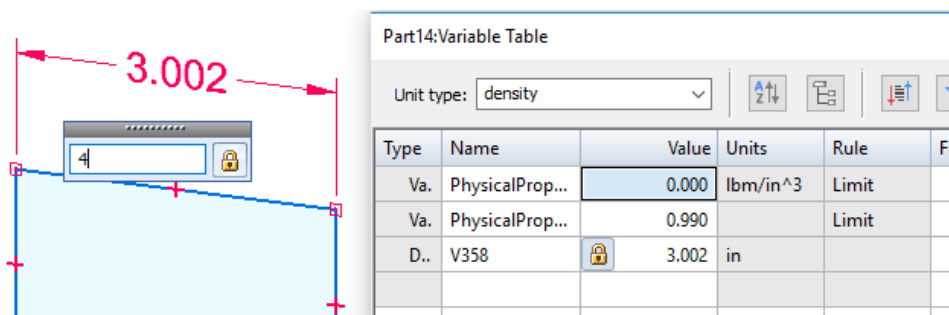 3.002
4
Part14:Variable Table
Unit type: density
Type Name Value Units Rule F
Va. PhysicalProp... 0.000 lbm/in^3 Limit
Va. PhysicalProp... 0.990 Limit
D.. V358 3.002 in